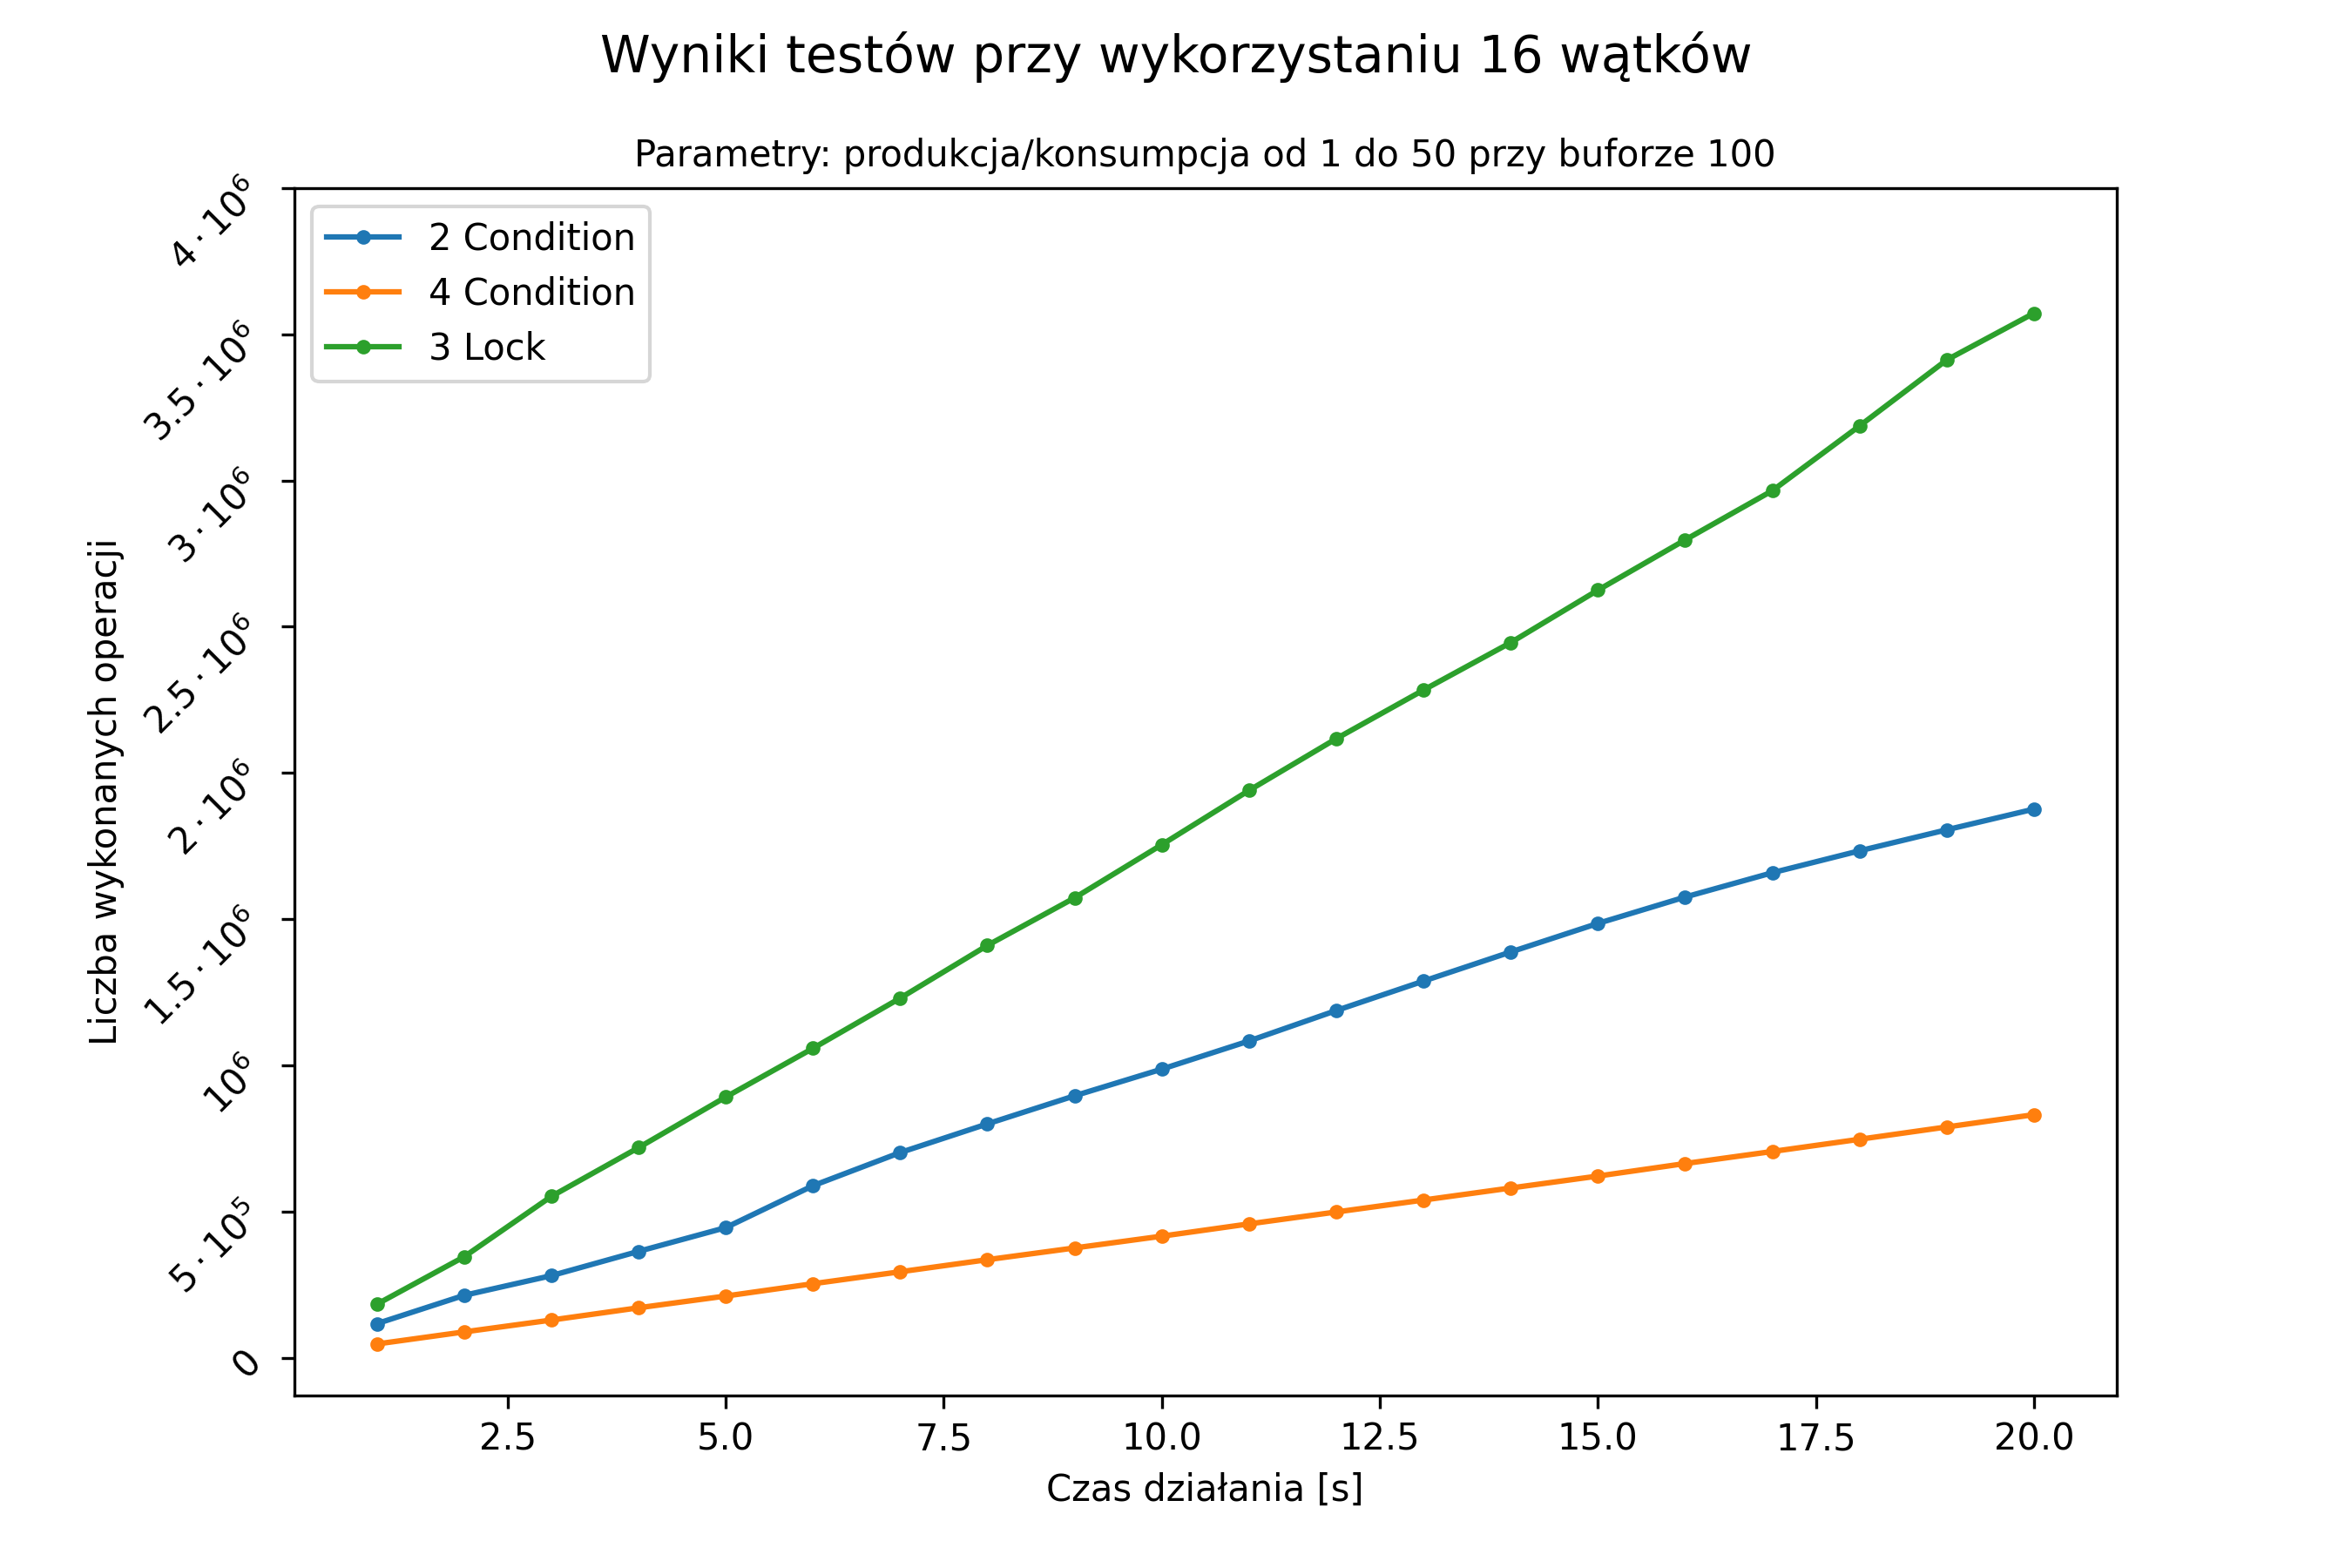 Wyniki testów przy wykorzystaniu 16 wątków
Parametry: produkcja/konsumpcja od 1 do 50 przy buforze 100
2 Condition
4 Condition
3 Lock
Liczba wykonanych operacji
4·10⁶
3.5·10⁶
3·10⁶
2.5·10⁶
2·10⁶
1.5·10⁶
10⁶
5·10⁵
0
2.5 5.0 7.5 10.0 12.5 15.0 17.5 20.0
Czas działania [s]